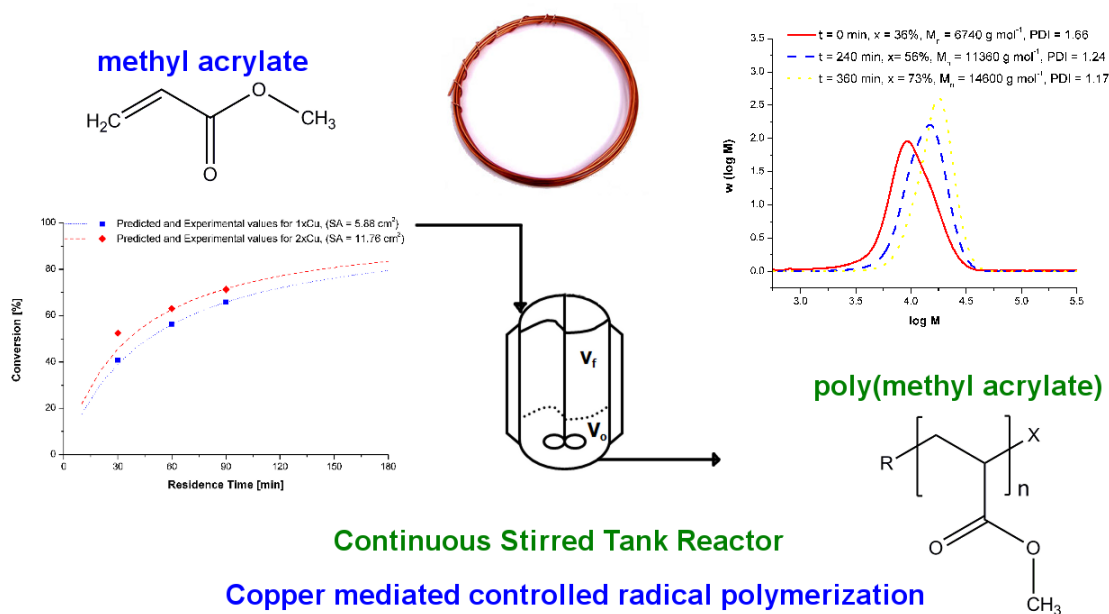 methyl acrylate
H₂C
O
CH₃
O
t = 0 min, x = 36%, Mₙ = 6740 g mol⁻¹, PDI = 1.66
t = 240 min, x= 56%, Mₙ = 11360 g mol⁻¹, PDI = 1.24
t = 360 min, x = 73%, Mₙ = 14600 g mol⁻¹, PDI = 1.17
3.5
3.0
2.5
2.0
1.5
1.0
0.5
0.0
w (log M)
3.0 3.5 4.0 4.5 5.0 5.5
log M
Predicted and Experimental values for 1xCu, (SA = 5.88 cm²)
Predicted and Experimental values for 2xCu, (SA = 11.76 cm²)
100
80
60
40
20
0
Conversion [%]
0 30 60 90 120 150 180
Residence Time [min]
V_f
V_o
poly(methyl acrylate)
R
X
n
O
O
CH₃
Continuous Stirred Tank Reactor
Copper mediated controlled radical polymerization